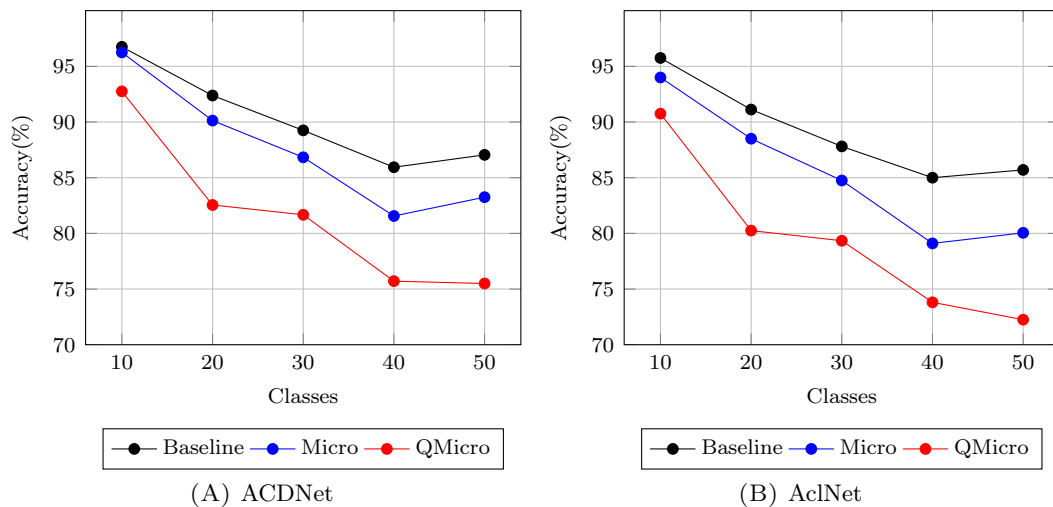 95
90
85
80
75
70
Accuracy(%)
10 20 30 40 50
Classes
Baseline Micro QMicro
(A) ACDNet
95
90
85
80
75
70
Accuracy(%)
10 20 30 40 50
Classes
Baseline Micro QMicro
(B) AclNet